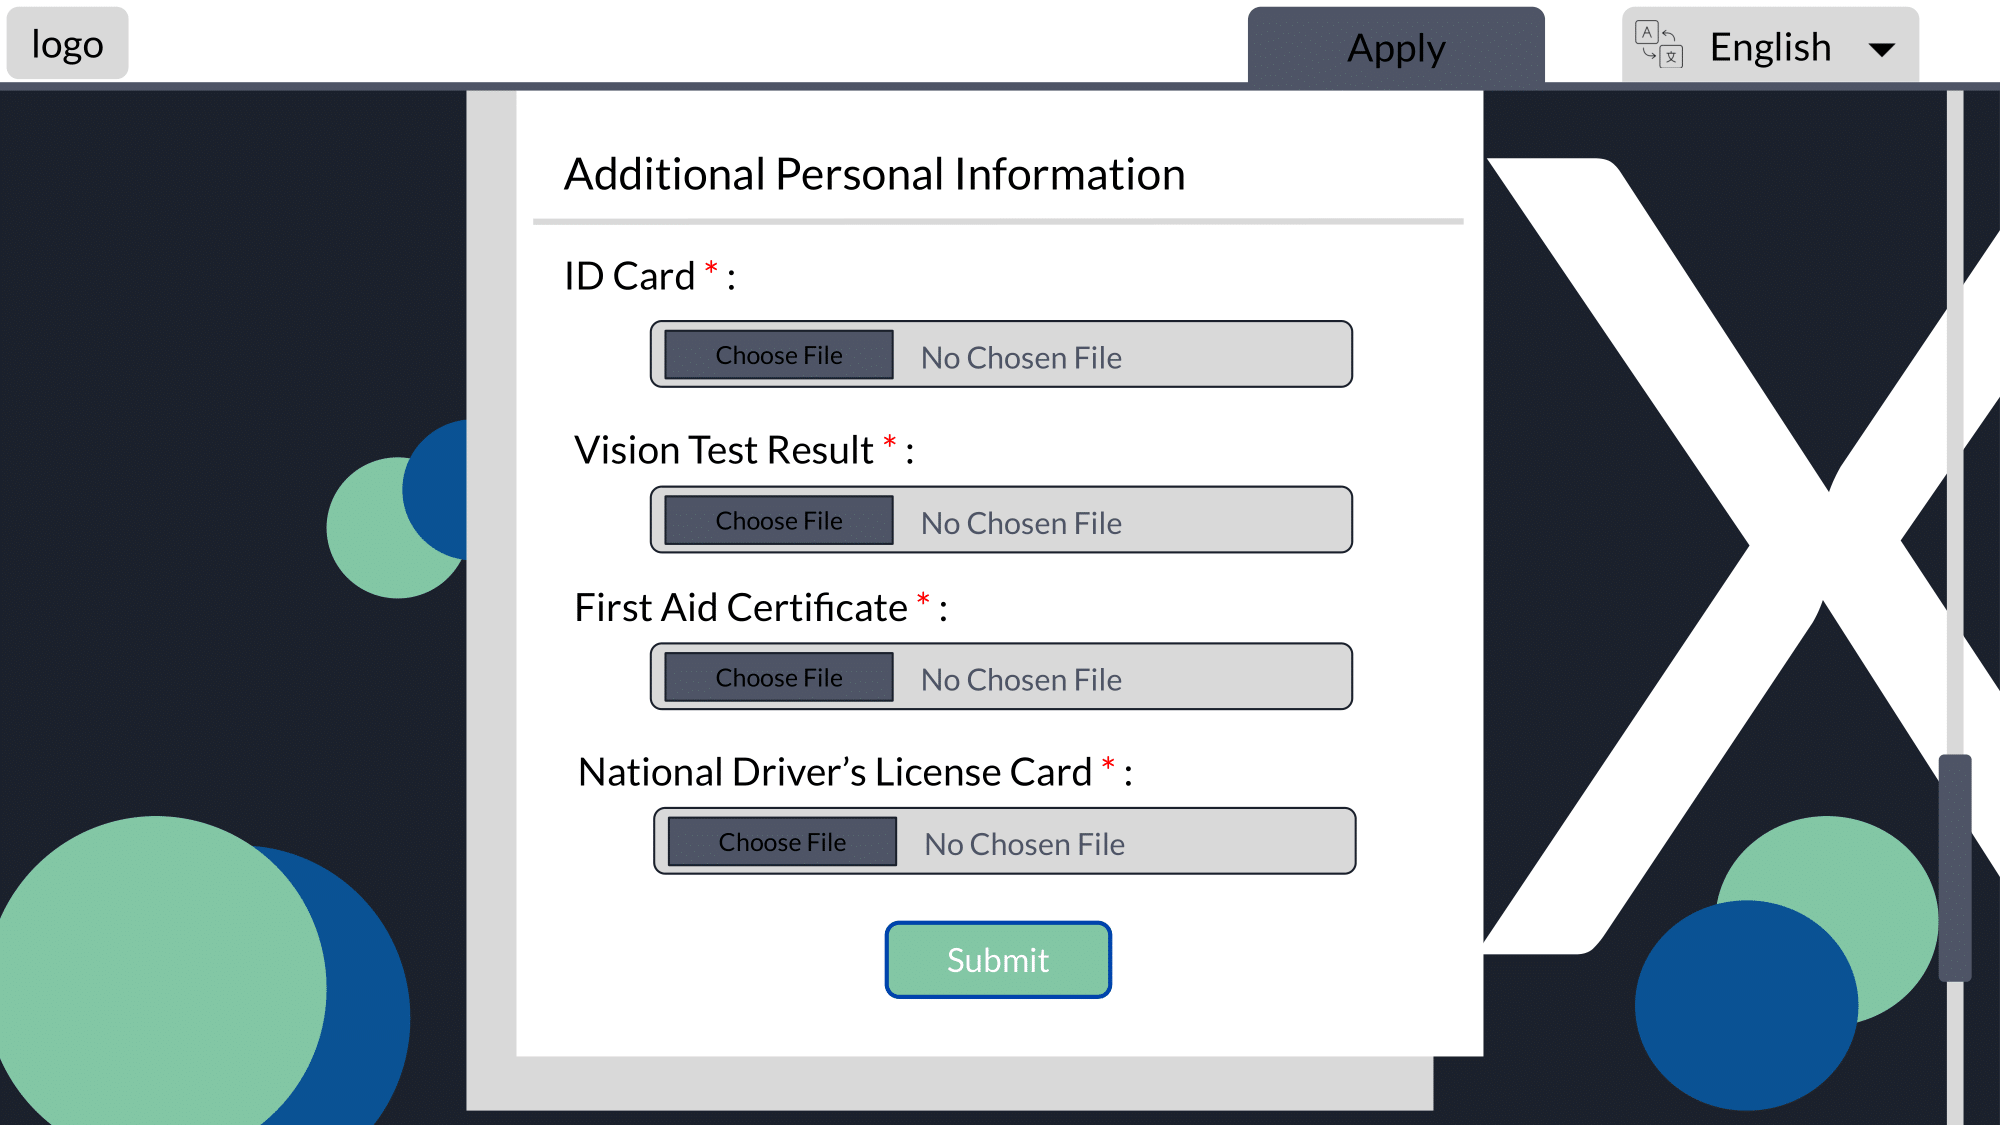 logo
Apply
A
文
English
Additional Personal Information
ID Card * :
Choose File
No Chosen File
Vision Test Result * :
Choose File
No Chosen File
First Aid Certificate * :
Choose File
No Chosen File
National Driver’s License Card * :
Choose File
No Chosen File
Submit
X